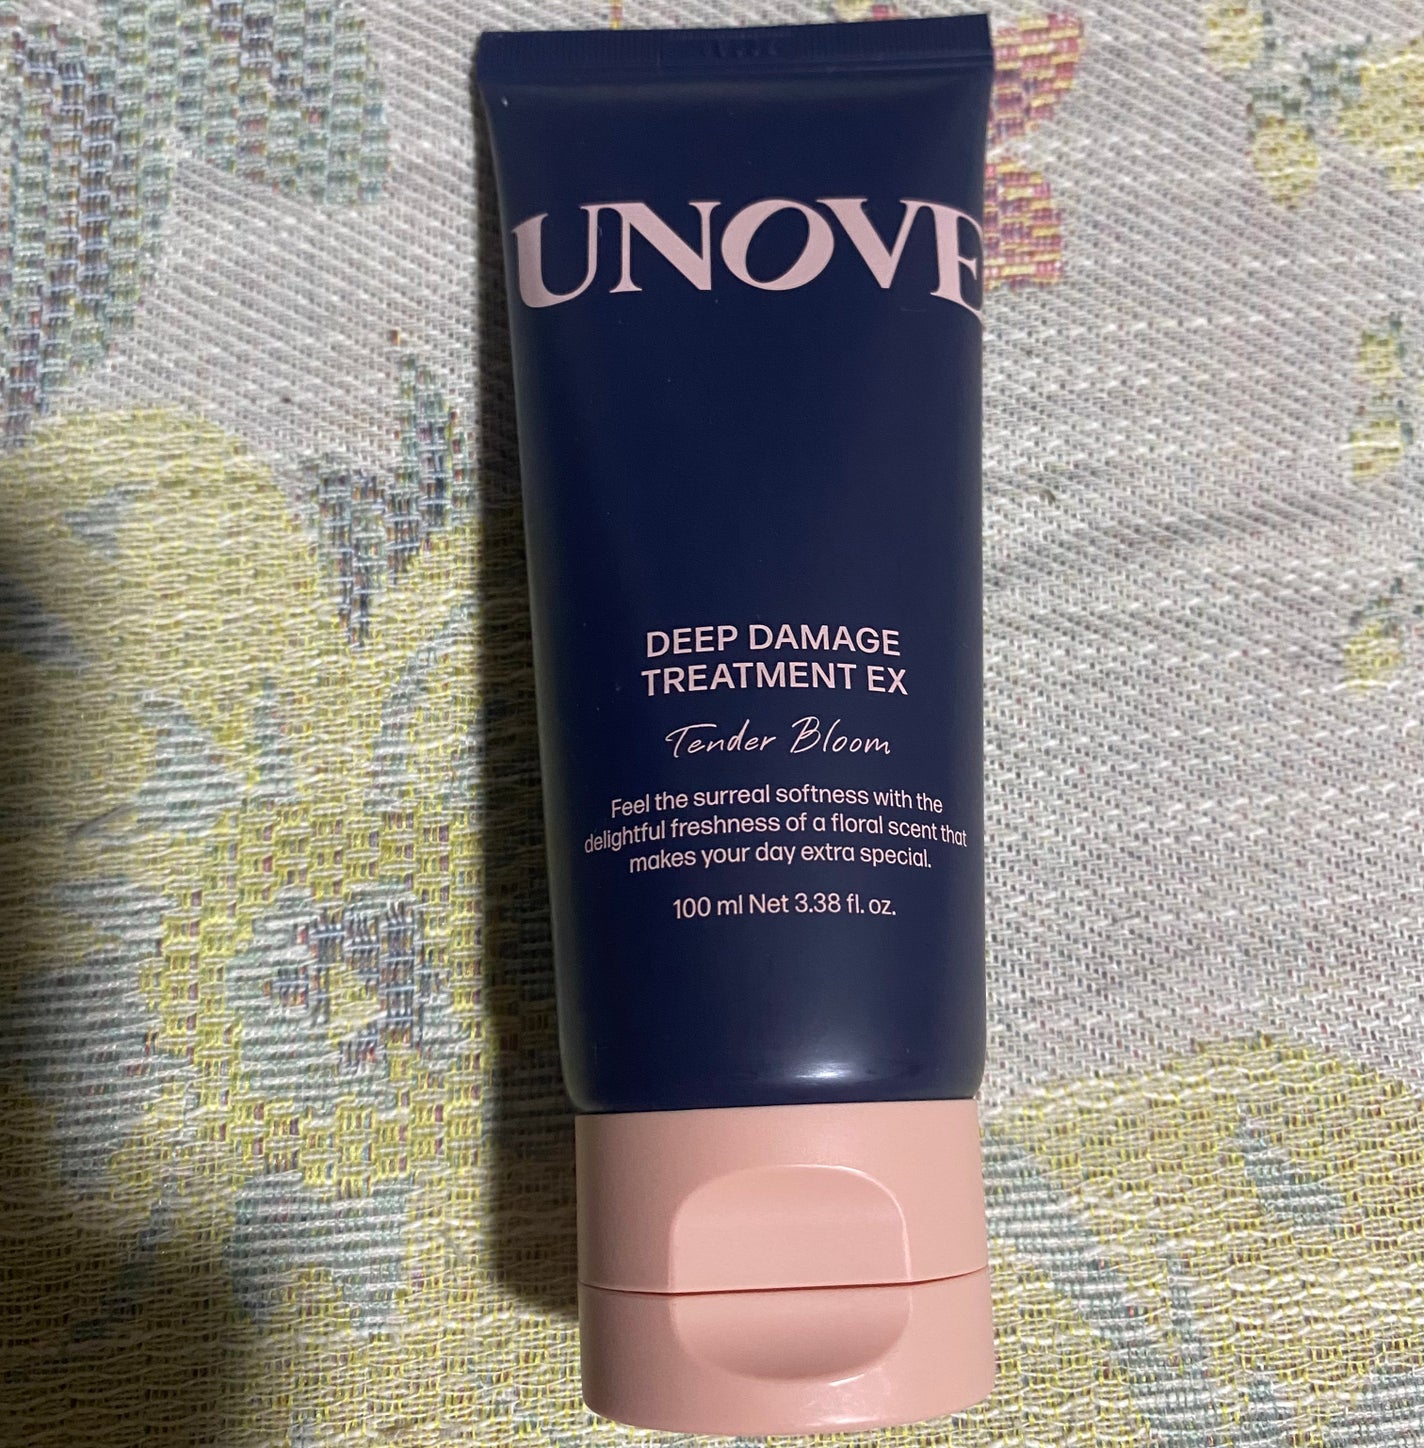 UNOVE
DEEP DAMAGE
TREATMENT EX
Tender Bloom
Feel the surreal softness with the
delightful freshness of a floral scent that
makes your day extra special.
100 ml Net 3.38 fl. oz.